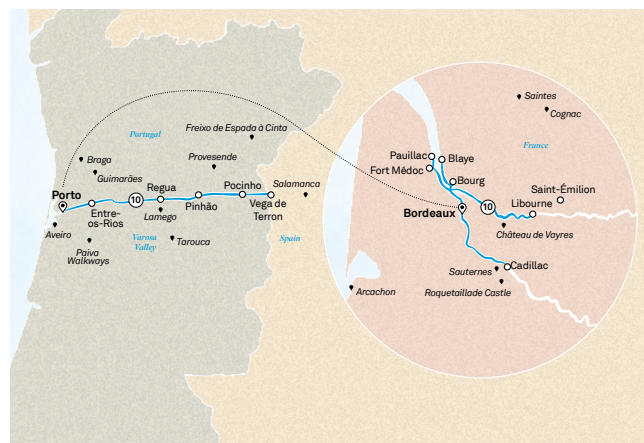 Portugal
Freixo de Espada à Cinta
Braga
Provesende
Guimarães
Porto
10
Regua
Pocinho
Salamanca
Entre-
os-Rios
Lamego
Pinhão
Vega de
Terron
Aveiro
Paiva
Walkways
Varosa
Valley
Tarouca
Spain
Saintes
Cognac
France
Pauillac
Blaye
Fort Médoc
Bourg
Saint-Émilion
Bordeaux
10
Libourne
Château de Vayres
Sauternes
Cadillac
Roquetaillade Castle
Arcachon